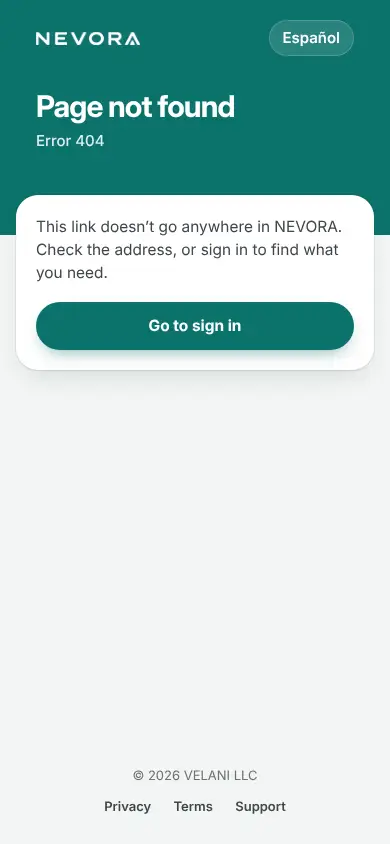 NEVORA
Español
Page not found
Error 404
This link doesn’t go anywhere in NEVORA.
Check the address, or sign in to find what
you need.
Go to sign in
© 2026 VELANI LLC
Privacy Terms Support